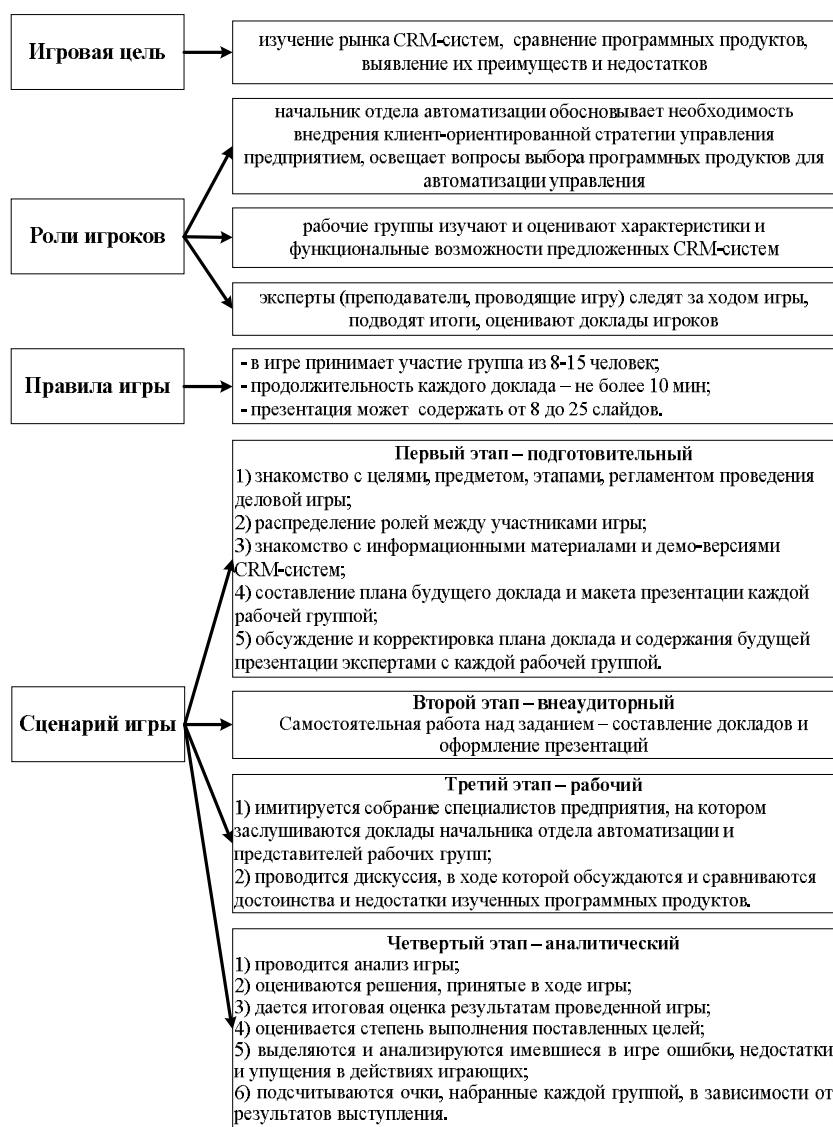 Игровая цель
изучение рынка CRM-систем, сравнение программных продуктов,
выявление их преимуществ и недостатков
Роли игроков
начальник отдела автоматизации обосновывает необходимость
внедрения клиент-ориентированной стратегии управления
предприятием, освещает вопросы выбора программных продуктов для
автоматизации управления
рабочие группы изучают и оценивают характеристики и
функциональные возможности предложенных CRM-систем
эксперты (преподаватели, проводящие игру) следят за ходом игры,
подводят итоги, оценивают доклады игроков
Правила игры
- в игре принимает участие группа из 8-15 человек;
- продолжительность каждого доклада – не более 10 мин;
- презентация может содержать от 8 до 25 слайдов.
Сценарий игры
Первый этап – подготовительный
1) знакомство с целями, предметом, этапами, регламентом проведения
деловой игры;
2) распределение ролей между участниками игры;
3) знакомство с информационными материалами и демо-версиями
CRM-систем;
4) составление плана будущего доклада и макета презентации каждой
рабочей группой;
5) обсуждение и корректировка плана доклада и содержания будущей
презентации экспертами с каждой рабочей группой.
Второй этап – внеаудиторный
Самостоятельная работа над заданием – составление докладов и
оформление презентаций
Третий этап – рабочий
1) имитируется собрание специалистов предприятия, на котором
заслушиваются доклады начальника отдела автоматизации и
представителей рабочих групп;
2) проводится дискуссия, в ходе которой обсуждаются и сравниваются
достоинства и недостатки изученных программных продуктов.
Четвертый этап – аналитический
1) проводится анализ игры;
2) оцениваются решения, принятые в ходе игры;
3) дается итоговая оценка результатам проведенной игры;
4) оценивается степень выполнения поставленных целей;
5) выделяются и анализируются имевшиеся в игре ошибки, недостатки
и упущения в действиях играющих;
6) подсчитываются очки, набранные каждой группой, в зависимости от
результатов выступления.